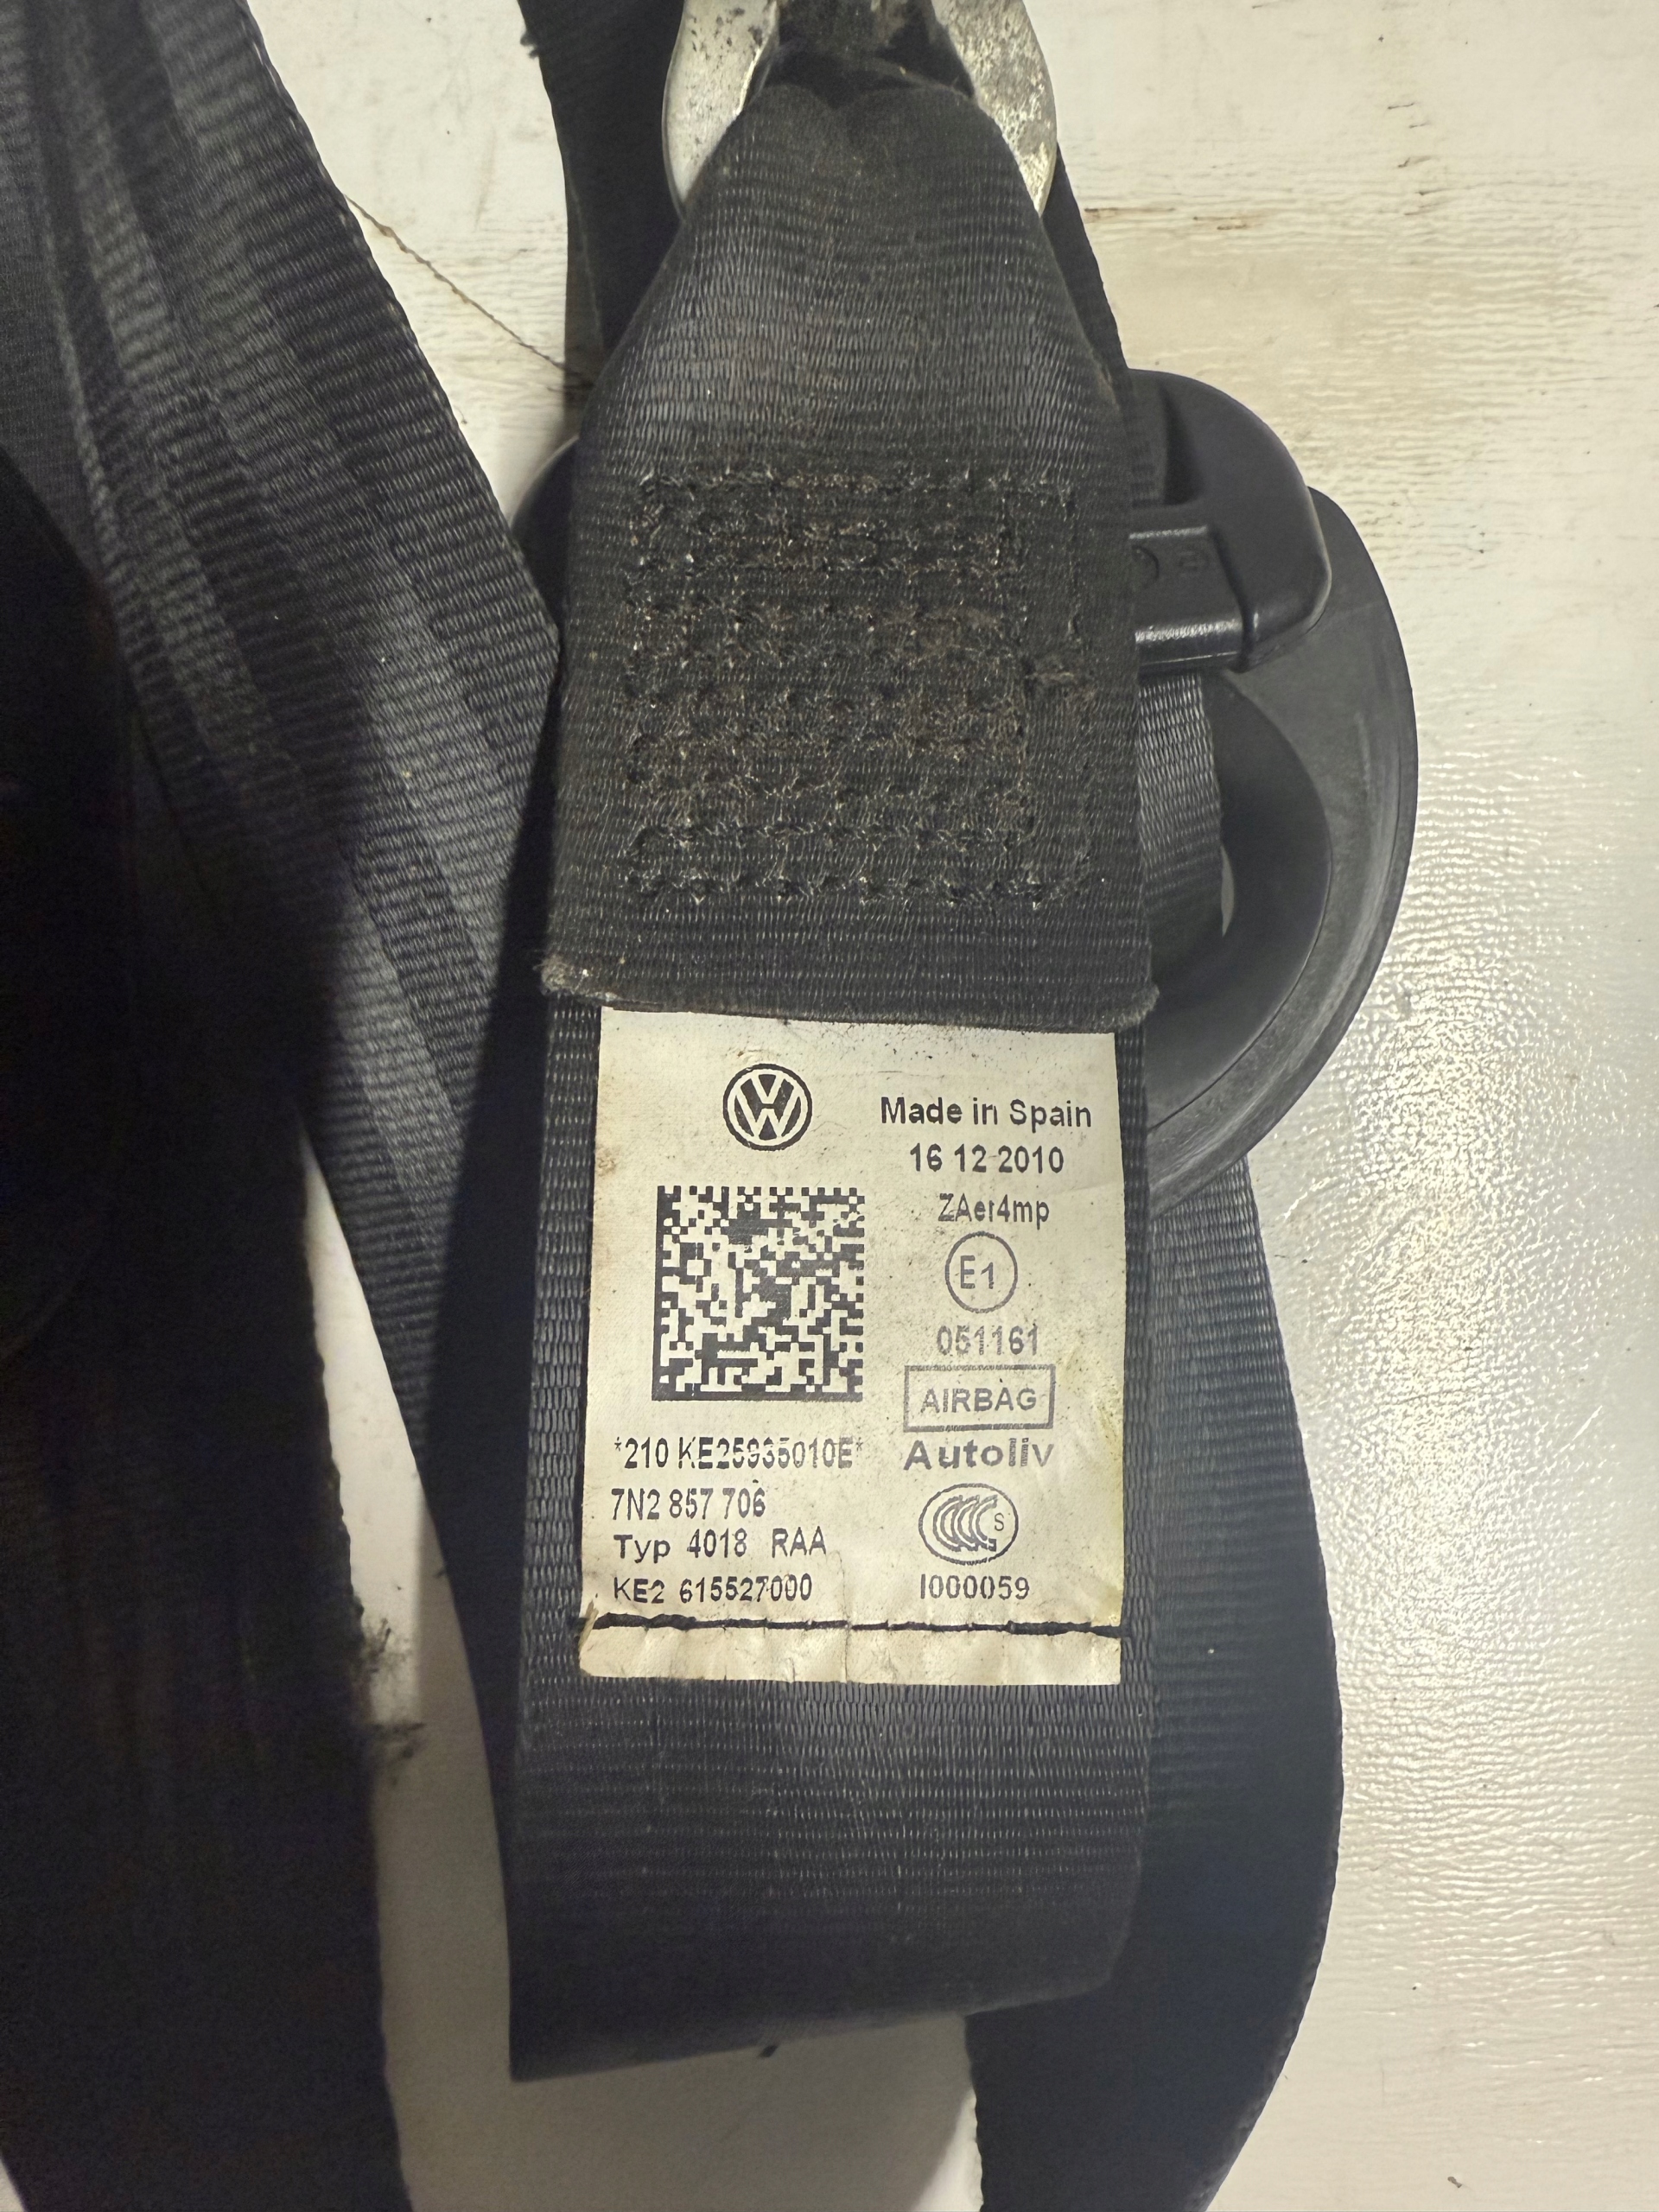 Made in Spain
16 12 2010
ZAer4mp
E1
051161
AIRBAG
Autoliv
*210 KE25935010E*
7N2 857 706
Typ 4018 RAA
KE2 615527000
S
I000059